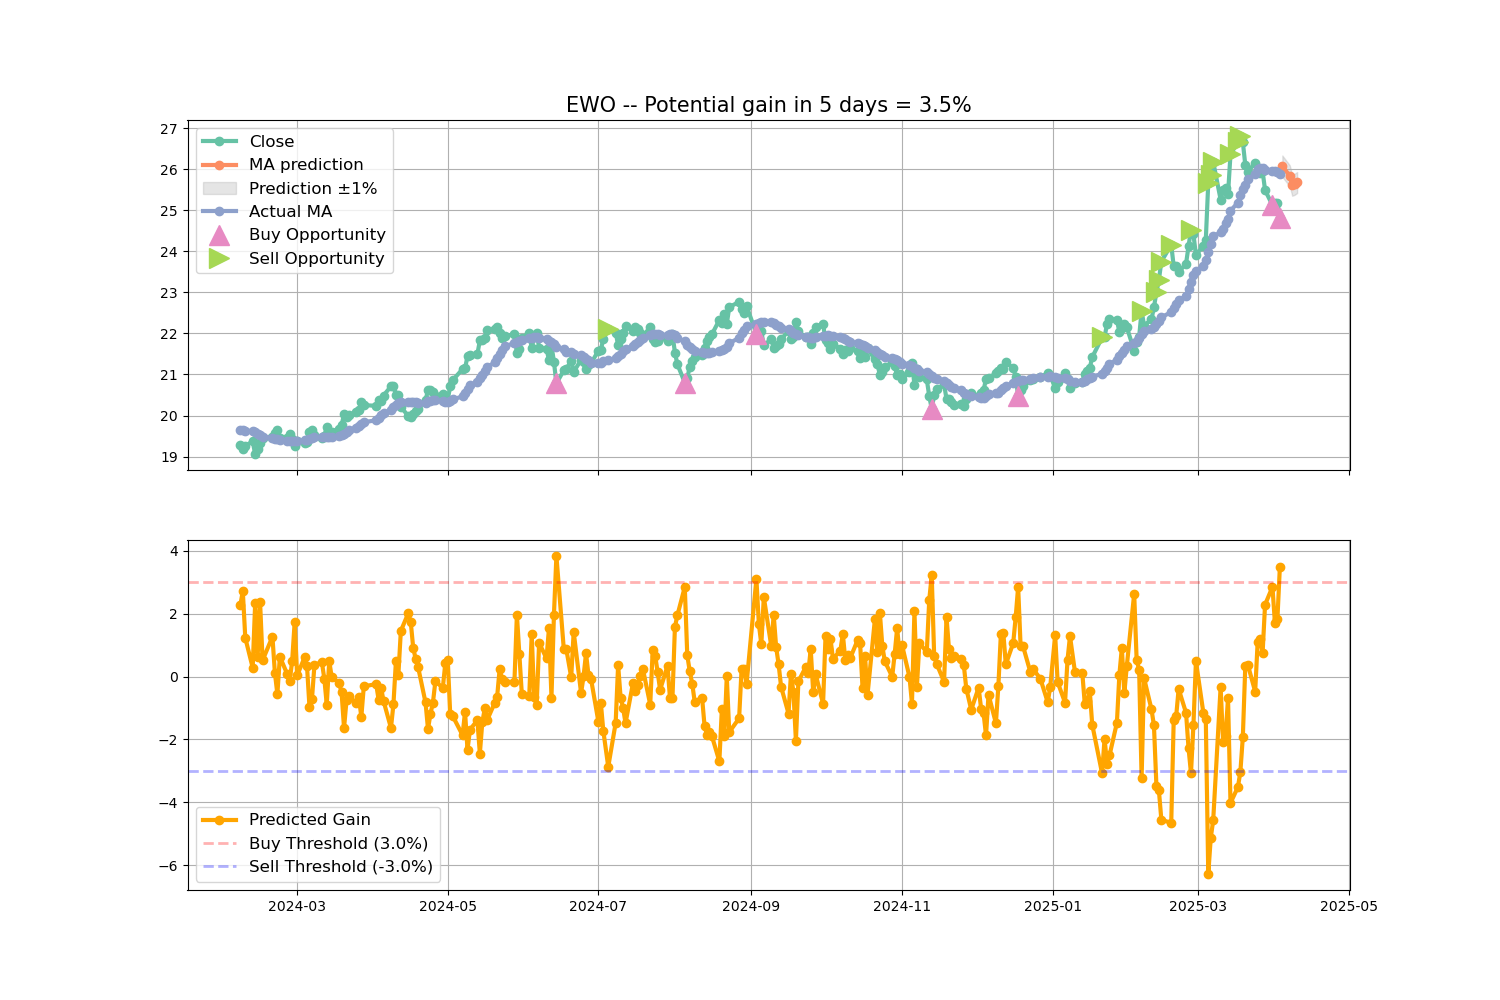 EWO -- Potential gain in 5 days = 3.5%
27
26
25
24
23
22
21
20
19
Close
MA prediction
Prediction ±1%
Actual MA
Buy Opportunity
Sell Opportunity
4
2
0
−2
−4
−6
Predicted Gain
Buy Threshold (3.0%)
Sell Threshold (-3.0%)
2024-03
2024-05
2024-07
2024-09
2024-11
2025-01
2025-03
2025-05